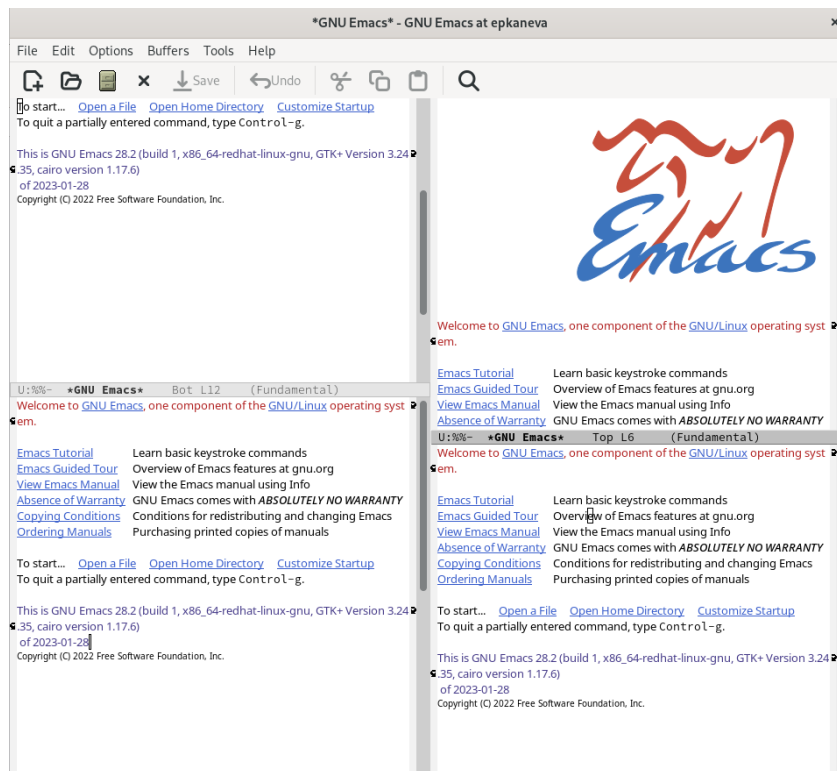 *GNU Emacs* - GNU Emacs at epkaneva
File Edit Options Buffers Tools Help
Save Undo
To start... Open a File Open Home Directory Customize Startup
To quit a partially entered command, type Control-g.
This is GNU Emacs 28.2 (build 1, x86_64-redhat-linux-gnu, GTK+ Version 3.24
.35, cairo version 1.17.6)
of 2023-01-28
Copyright (C) 2022 Free Software Foundation, Inc.
U:%%- *GNU Emacs* Bot L12 (Fundamental)
Welcome to GNU Emacs, one component of the GNU/Linux operating syst
em.
Emacs Tutorial Learn basic keystroke commands
Emacs Guided Tour Overview of Emacs features at gnu.org
View Emacs Manual View the Emacs manual using Info
Absence of Warranty GNU Emacs comes with ABSOLUTELY NO WARRANTY
Copying Conditions Conditions for redistributing and changing Emacs
Ordering Manuals Purchasing printed copies of manuals
To start... Open a File Open Home Directory Customize Startup
To quit a partially entered command, type Control-g.
This is GNU Emacs 28.2 (build 1, x86_64-redhat-linux-gnu, GTK+ Version 3.24
.35, cairo version 1.17.6)
of 2023-01-28
Copyright (C) 2022 Free Software Foundation, Inc.
Emacs
Welcome to GNU Emacs, one component of the GNU/Linux operating syst
em.
Emacs Tutorial Learn basic keystroke commands
Emacs Guided Tour Overview of Emacs features at gnu.org
View Emacs Manual View the Emacs manual using Info
Absence of Warranty GNU Emacs comes with ABSOLUTELY NO WARRANTY
U:%%- *GNU Emacs* Top L6 (Fundamental)
Welcome to GNU Emacs, one component of the GNU/Linux operating syst
em.
Emacs Tutorial Learn basic keystroke commands
Emacs Guided Tour Overview of Emacs features at gnu.org
View Emacs Manual View the Emacs manual using Info
Absence of Warranty GNU Emacs comes with ABSOLUTELY NO WARRANTY
Copying Conditions Conditions for redistributing and changing Emacs
Ordering Manuals Purchasing printed copies of manuals
To start... Open a File Open Home Directory Customize Startup
To quit a partially entered command, type Control-g.
This is GNU Emacs 28.2 (build 1, x86_64-redhat-linux-gnu, GTK+ Version 3.24
.35, cairo version 1.17.6)
of 2023-01-28
Copyright (C) 2022 Free Software Foundation, Inc.